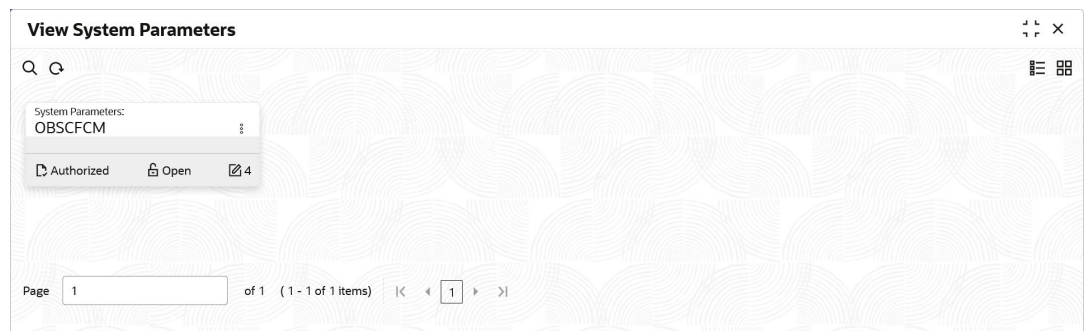 View System Parameters
System Parameters:
OBSCFCM
Authorized Open 4
Page 1 of 1 ( 1 - 1 of 1 items) 1